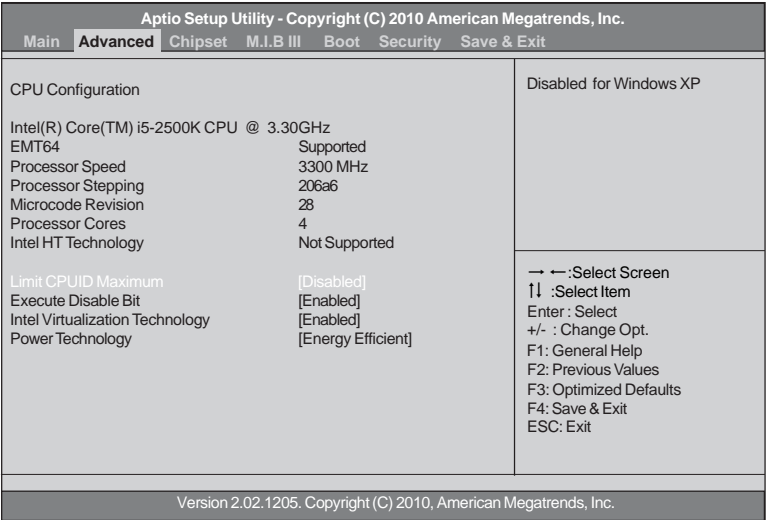 Aptio Setup Utility - Copyright (C) 2010 American Megatrends, Inc.
Main Advanced Chipset M.I.B III Boot Security Save & Exit
CPU Configuration
Intel(R) Core(TM) i5-2500K CPU @ 3.30GHz
EMT64 Supported
Processor Speed 3300 MHz
Processor Stepping 206a6
Microcode Revision 28
Processor Cores 4
Intel HT Technology Not Supported
Limit CPUID Maximum [Disabled]
Execute Disable Bit [Enabled]
Intel Virtualization Technology [Enabled]
Power Technology [Energy Efficient]
Disabled for Windows XP
→ ←:Select Screen
↑↓ :Select Item
Enter : Select
+/- : Change Opt.
F1: General Help
F2: Previous Values
F3: Optimized Defaults
F4: Save & Exit
ESC: Exit
Version 2.02.1205. Copyright (C) 2010, American Megatrends, Inc.